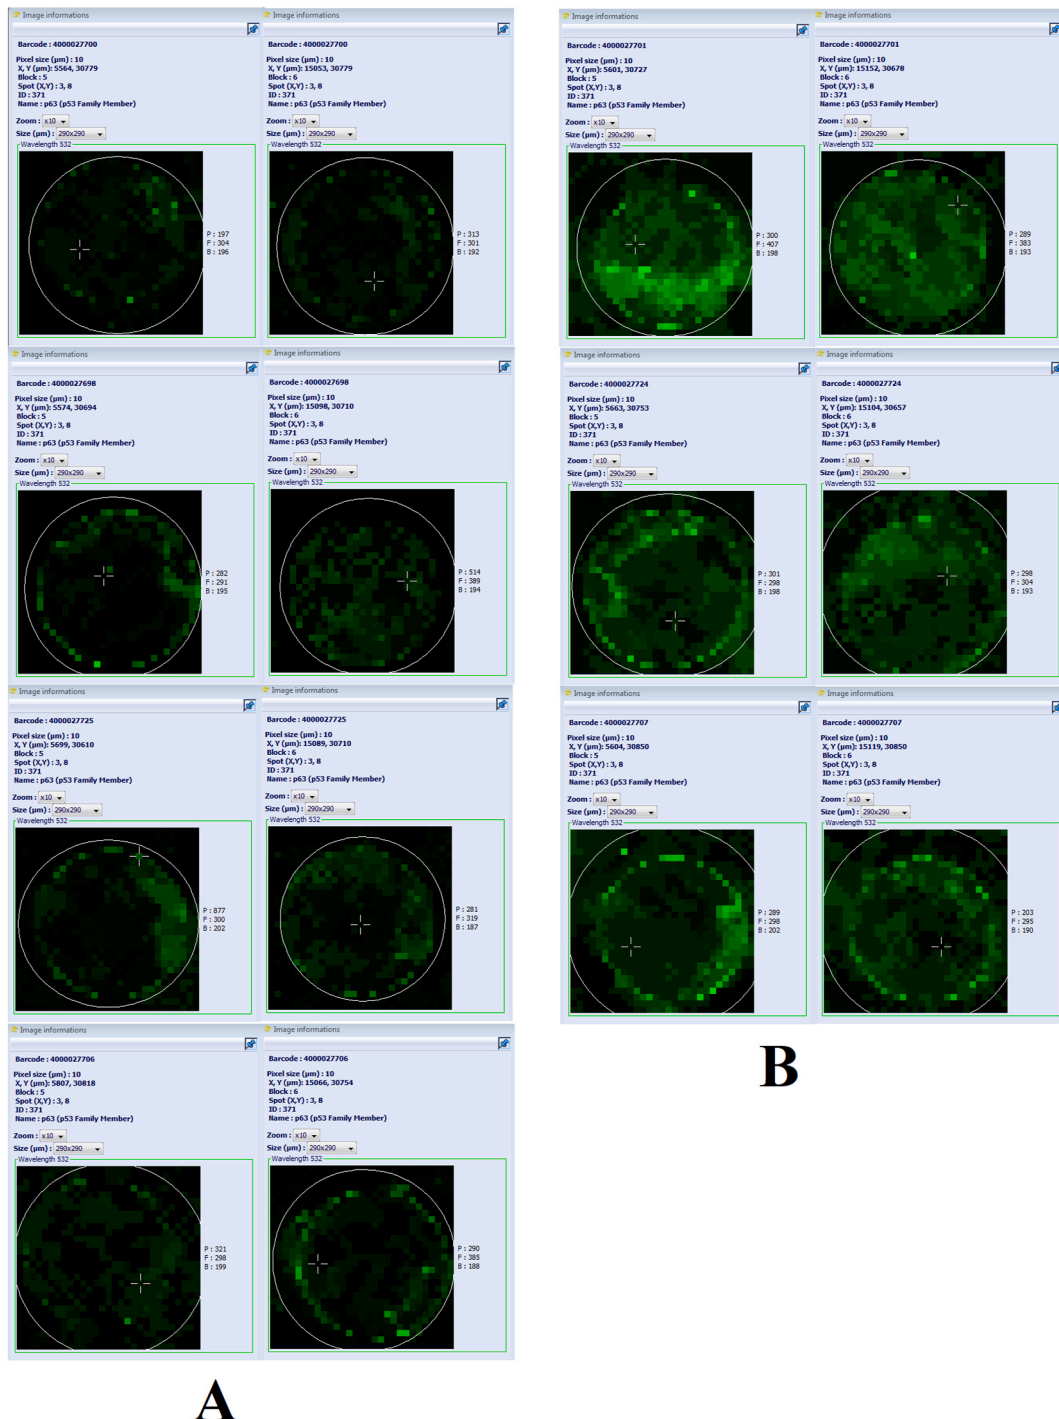 Image informations
Barcode : 4000027700
Pixel size (µm) : 10
X, Y (µm): 5564, 30779
Block : 5
Spot (X,Y) : 3, 8
ID : 371
Name : p63 (p53 Family Member)
Zoom : x10
Size (µm) : 290x290
Wavelength 532
P : 197
F : 304
B : 196
Image informations
Barcode : 4000027700
Pixel size (µm) : 10
X, Y (µm): 15053, 30779
Block : 6
Spot (X,Y) : 3, 8
ID : 371
Name : p63 (p53 Family Member)
Zoom : x10
Size (µm) : 290x290
Wavelength 532
P : 313
F : 301
B : 192
Image informations
Barcode : 4000027698
Pixel size (µm) : 10
X, Y (µm): 5574, 30694
Block : 5
Spot (X,Y) : 3, 8
ID : 371
Name : p63 (p53 Family Member)
Zoom : x10
Size (µm) : 290x290
Wavelength 532
P : 282
F : 291
B : 195
Image informations
Barcode : 4000027698
Pixel size (µm) : 10
X, Y (µm): 15098, 30710
Block : 6
Spot (X,Y) : 3, 8
ID : 371
Name : p63 (p53 Family Member)
Zoom : x10
Size (µm) : 290x290
Wavelength 532
P : 514
F : 389
B : 194
Image informations
Barcode : 4000027725
Pixel size (µm) : 10
X, Y (µm): 5699, 30610
Block : 5
Spot (X,Y) : 3, 8
ID : 371
Name : p63 (p53 Family Member)
Zoom : x10
Size (µm) : 290x290
Wavelength 532
P : 877
F : 300
B : 202
Image informations
Barcode : 4000027725
Pixel size (µm) : 10
X, Y (µm): 15089, 30710
Block : 6
Spot (X,Y) : 3, 8
ID : 371
Name : p63 (p53 Family Member)
Zoom : x10
Size (µm) : 290x290
Wavelength 532
P : 281
F : 319
B : 187
Image informations
Barcode : 4000027706
Pixel size (µm) : 10
X, Y (µm): 5807, 30818
Block : 5
Spot (X,Y) : 3, 8
ID : 371
Name : p63 (p53 Family Member)
Zoom : x10
Size (µm) : 290x290
Wavelength 532
P : 321
F : 298
B : 199
Image informations
Barcode : 4000027706
Pixel size (µm) : 10
X, Y (µm): 15066, 30754
Block : 6
Spot (X,Y) : 3, 8
ID : 371
Name : p63 (p53 Family Member)
Zoom : x10
Size (µm) : 290x290
Wavelength 532
P : 290
F : 385
B : 188
A
Image informations
Barcode : 4000027701
Pixel size (µm) : 10
X, Y (µm): 5601, 30727
Block : 5
Spot (X,Y) : 3, 8
ID : 371
Name : p63 (p53 Family Member)
Zoom : x10
Size (µm) : 290x290
Wavelength 532
P : 300
F : 407
B : 198
Image informations
Barcode : 4000027701
Pixel size (µm) : 10
X, Y (µm): 15152, 30678
Block : 6
Spot (X,Y) : 3, 8
ID : 371
Name : p63 (p53 Family Member)
Zoom : x10
Size (µm) : 290x290
Wavelength 532
P : 289
F : 383
B : 193
Image informations
Barcode : 4000027724
Pixel size (µm) : 10
X, Y (µm): 5663, 30753
Block : 5
Spot (X,Y) : 3, 8
ID : 371
Name : p63 (p53 Family Member)
Zoom : x10
Size (µm) : 290x290
Wavelength 532
P : 301
F : 298
B : 198
Image informations
Barcode : 4000027724
Pixel size (µm) : 10
X, Y (µm): 15104, 30657
Block : 6
Spot (X,Y) : 3, 8
ID : 371
Name : p63 (p53 Family Member)
Zoom : x10
Size (µm) : 290x290
Wavelength 532
P : 298
F : 304
B : 193
Image informations
Barcode : 4000027707
Pixel size (µm) : 10
X, Y (µm): 5604, 30850
Block : 5
Spot (X,Y) : 3, 8
ID : 371
Name : p63 (p53 Family Member)
Zoom : x10
Size (µm) : 290x290
Wavelength 532
P : 289
F : 298
B : 202
Image informations
Barcode : 4000027707
Pixel size (µm) : 10
X, Y (µm): 15119, 30850
Block : 6
Spot (X,Y) : 3, 8
ID : 371
Name : p63 (p53 Family Member)
Zoom : x10
Size (µm) : 290x290
Wavelength 532
P : 203
F : 295
B : 190
B